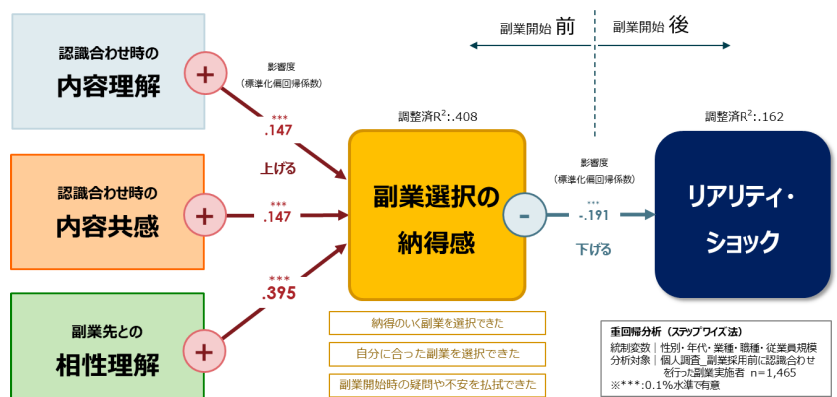 副業開始 前
副業開始 後
認識合わせ時の
内容理解
+
影響度
（標準化偏回帰係数）
***
.147
上げる
認識合わせ時の
内容共感
+
***
.147
副業先との
相性理解
+
***
.395
調整済R²:.408
副業選択の
納得感
-
影響度
（標準化偏回帰係数）
***
-.191
下げる
調整済R²:.162
リアリティ・
ショック
納得のいく副業を選択できた
自分に合った副業を選択できた
副業開始時の疑問や不安を払拭できた
重回帰分析（ステップワイズ法）
統制変数｜性別・年代・業種・職種・従業員規模
分析対象｜個人調査_副業採用前に認識合わせ
を行った副業実施者 n=1,465
※***:0.1%水準で有意